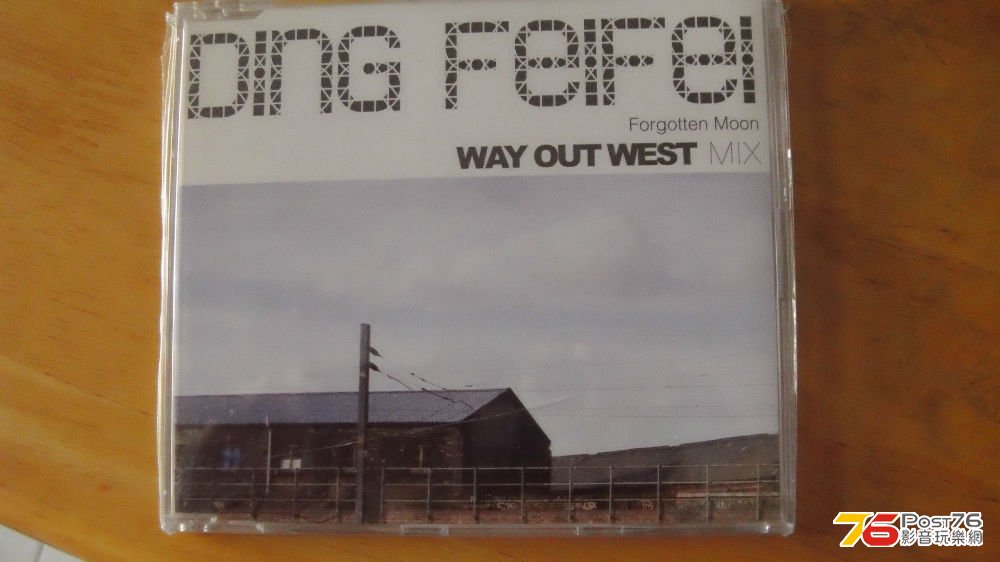 DING FEIFEI
Forgotten Moon
WAY OUT WEST MIX
76 Post76
影音玩樂網